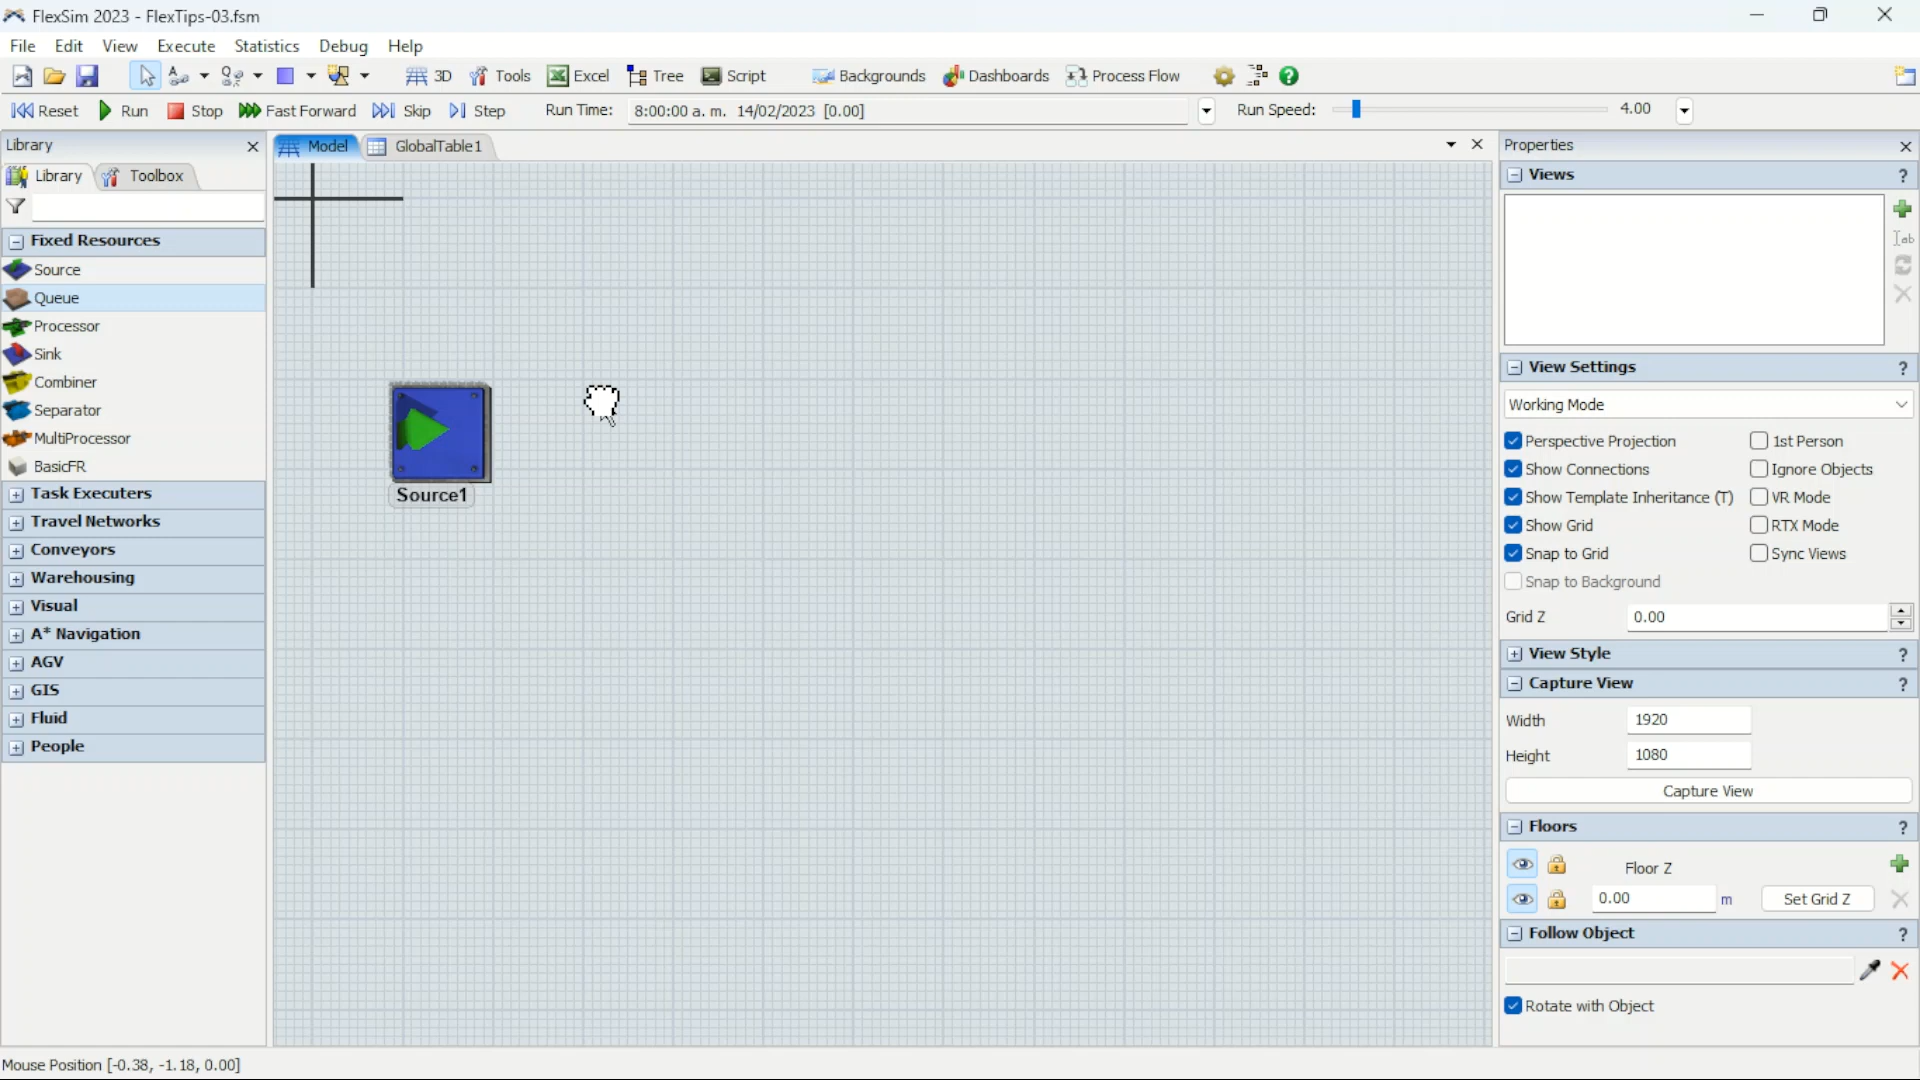 FlexSim 2023 - FlexTips-03.fsm
File Edit View Execute Statistics Debug Help
3D Tools Excel Tree Script Backgrounds Dashboards Process Flow
Reset Run Stop Fast Forward Skip Step Run Time: 8:00:00 a. m. 14/02/2023 [0.00] Run Speed: 4.00
Library
Model GlobalTable1
Properties
Library Toolbox
Views
ab
Fixed Resources
Source
Queue
Processor
Sink
Combiner
Separator
MultiProcessor
BasicFR
Task Executers
Travel Networks
Conveyors
Warehousing
Visual
A* Navigation
AGV
GIS
Fluid
People
Source1
View Settings
Working Mode
Perspective Projection 1st Person
Show Connections Ignore Objects
Show Template Inheritance (T) VR Mode
Show Grid RTX Mode
Snap to Grid Sync Views
Snap to Background
Grid Z 0.00
View Style
Capture View
Width 1920
Height 1080
Capture View
Floors
Floor Z
0.00 m Set Grid Z
Follow Object
Rotate with Object
Mouse Position [-0.38, -1.18, 0.00]